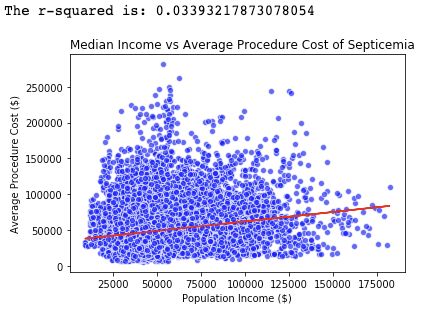 The r-squared is: 0.03393217873078054
Median Income vs Average Procedure Cost of Septicemia
250000
200000
150000
100000
50000
0
Average Procedure Cost ($)
25000 50000 75000 100000 125000 150000 175000
Population Income ($)